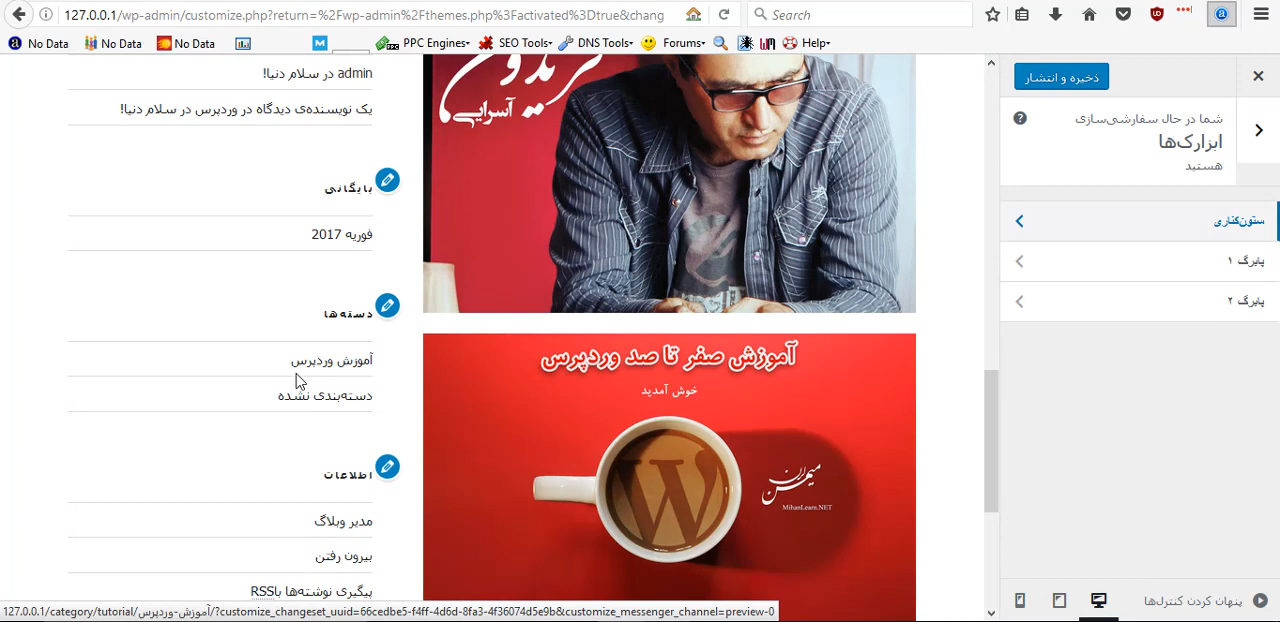 127.0.0.1/wp-admin/customize.php?return=%2Fwp-admin%2Fthemes.php%3Factivated%3Dtrue&chang
Search
No Data
No Data
No Data
PPC Engines
SEO Tools
DNS Tools
Forums
Help
admin در سلام دنیا!
یک نویسنده‌ی دیدگاه در وردپرس در سلام دنیا!
بایگانی
فوریه 2017
دسته‌ها
آموزش وردپرس
دسته‌بندی نشده
اطلاعات
مدیر وبلاگ
بیرون رفتن
پیگیری نوشته‌ها باRSS
فریدون
آسرایی
آموزش صفر تا صد وردپرس
خوش آمدید
میهن لرن
MihanLearn.NET
ذخیره و انتشار
شما در حال سفارشی‌سازی
ابزارک‌ها
هستید
ستون‌کناری
پابرگ ۱
پابرگ ۲
پنهان کردن کنترل‌ها
127.0.0.1/category/tutorial/آموزش-وردپرس/?customize_changeset_uuid=66cedbe5-f4ff-4d6d-8fa3-4f36074d5e9b&customize_messenger_channel=preview-0